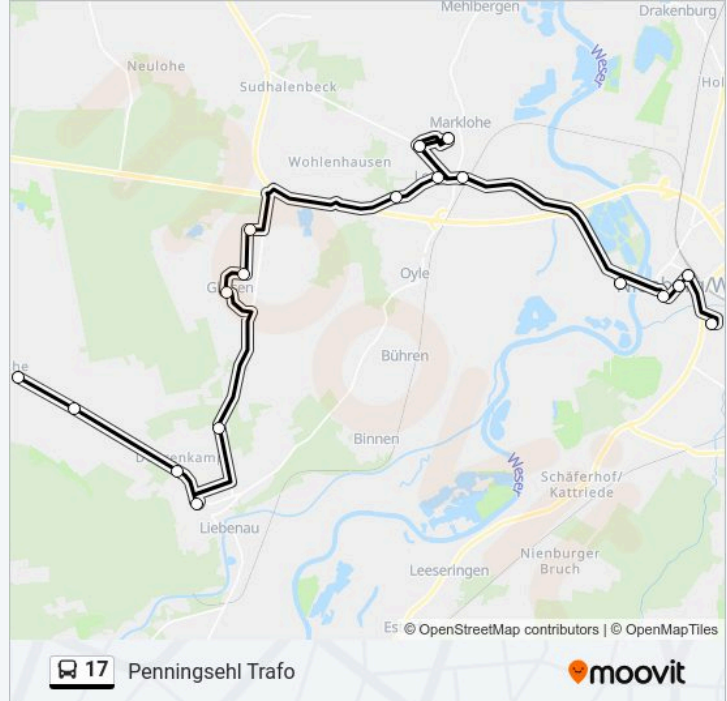 Mehlbergen
Drakenburg
Neulohe
Weser
Sudhalenbeck
Hol
Marklohe
Wohlenhausen
Oyle
Bühren
Binnen
Weser
Schäferhof/
Kattriede
Liebenau
Nienburger
Bruch
Leeseringen
© OpenStreetMap contributors | © OpenMapTiles
17 Penningsehl Trafo
moovit